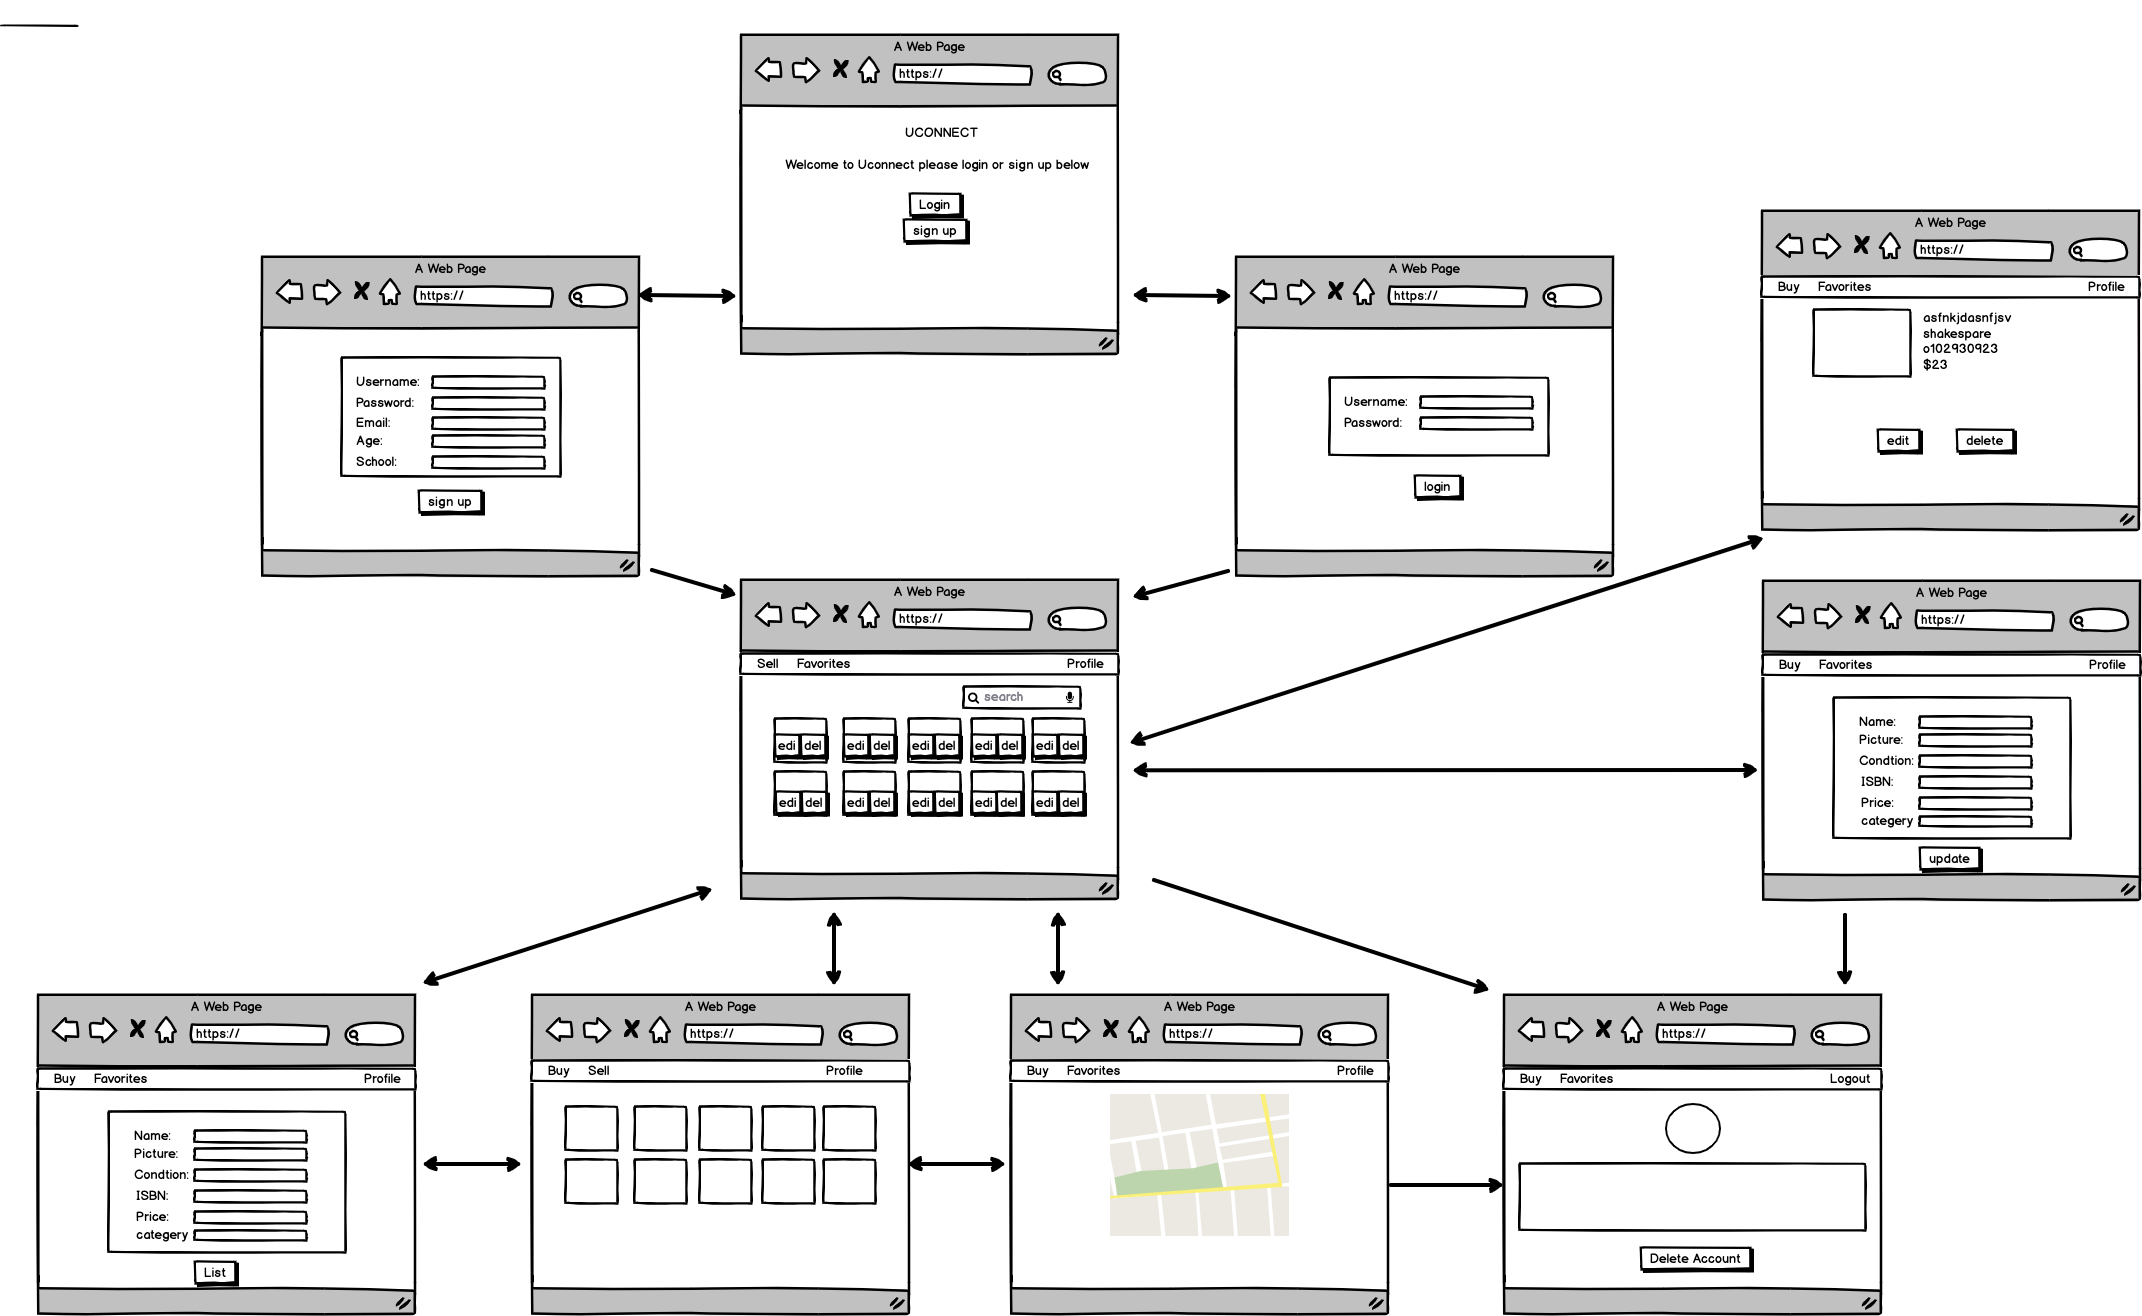 A Web Page
https://
UCONNECT
Welcome to Uconnect please login or sign up below
Login
sign up
A Web Page
https://
Username:
Password:
Email:
Age:
School:
sign up
A Web Page
https://
Username:
Password:
login
A Web Page
https://
Buy Favorites Profile
asfnkjdasnfjsv
shakespare
o102930923
$23
edit delete
A Web Page
https://
Sell Favorites Profile
search
edi del edi del edi del edi del edi del
edi del edi del edi del edi del edi del
A Web Page
https://
Buy Favorites Profile
Name:
Picture:
Condtion:
ISBN:
Price:
categery
update
A Web Page
https://
Buy Favorites Profile
Name:
Picture:
Condtion:
ISBN:
Price:
categery
List
A Web Page
https://
Buy Sell Profile
A Web Page
https://
Buy Favorites Profile
A Web Page
https://
Buy Favorites Logout
Delete Account